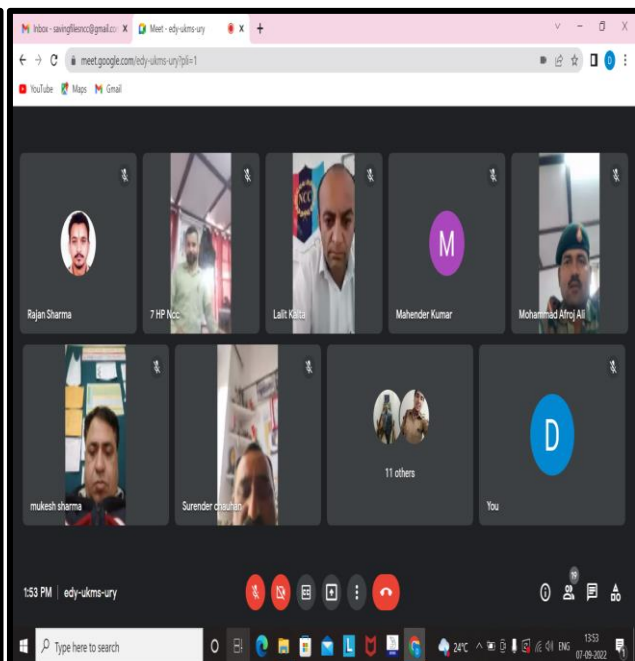 Inbox - savingfilesncc@gmail.co
Meet - edy-ukms-ury
meet.google.com/edy-ukms-ury?pli=1
YouTube Maps Gmail
NCC
M
Rajan Sharma
7 HP Ncc
Lalit Kalta
Mahender Kumar
Mohammad Afroj Ali
D
mukesh sharma
Surender chauhan
11 others
You
1:53 PM | edy-ukms-ury
19
Type here to search
24°C
ENG
13:53
07-09-2022